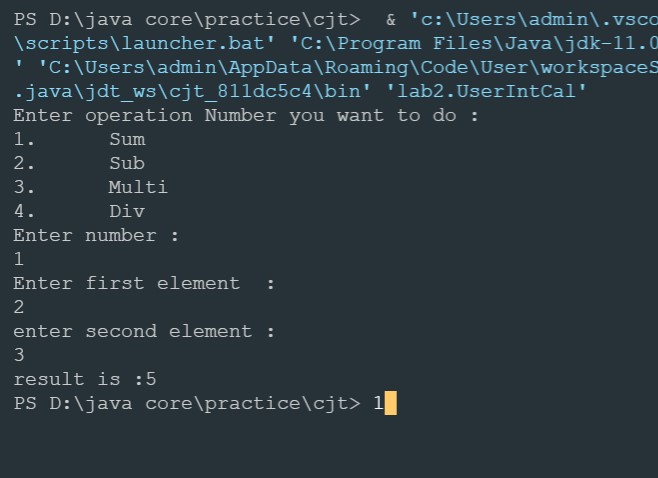 PS D:\java core\practice\cjt>  & 'c:\Users\admin\.vsco
\scripts\launcher.bat' 'C:\Program Files\Java\jdk-11.0
' 'C:\Users\admin\AppData\Roaming\Code\User\workspaceS
.java\jdt_ws\cjt_811dc5c4\bin' 'lab2.UserIntCal'
Enter operation Number you want to do :
1.      Sum
2.      Sub
3.      Multi
4.      Div
Enter number :
1
Enter first element  :
2
enter second element :
3
result is :5
PS D:\java core\practice\cjt> 1